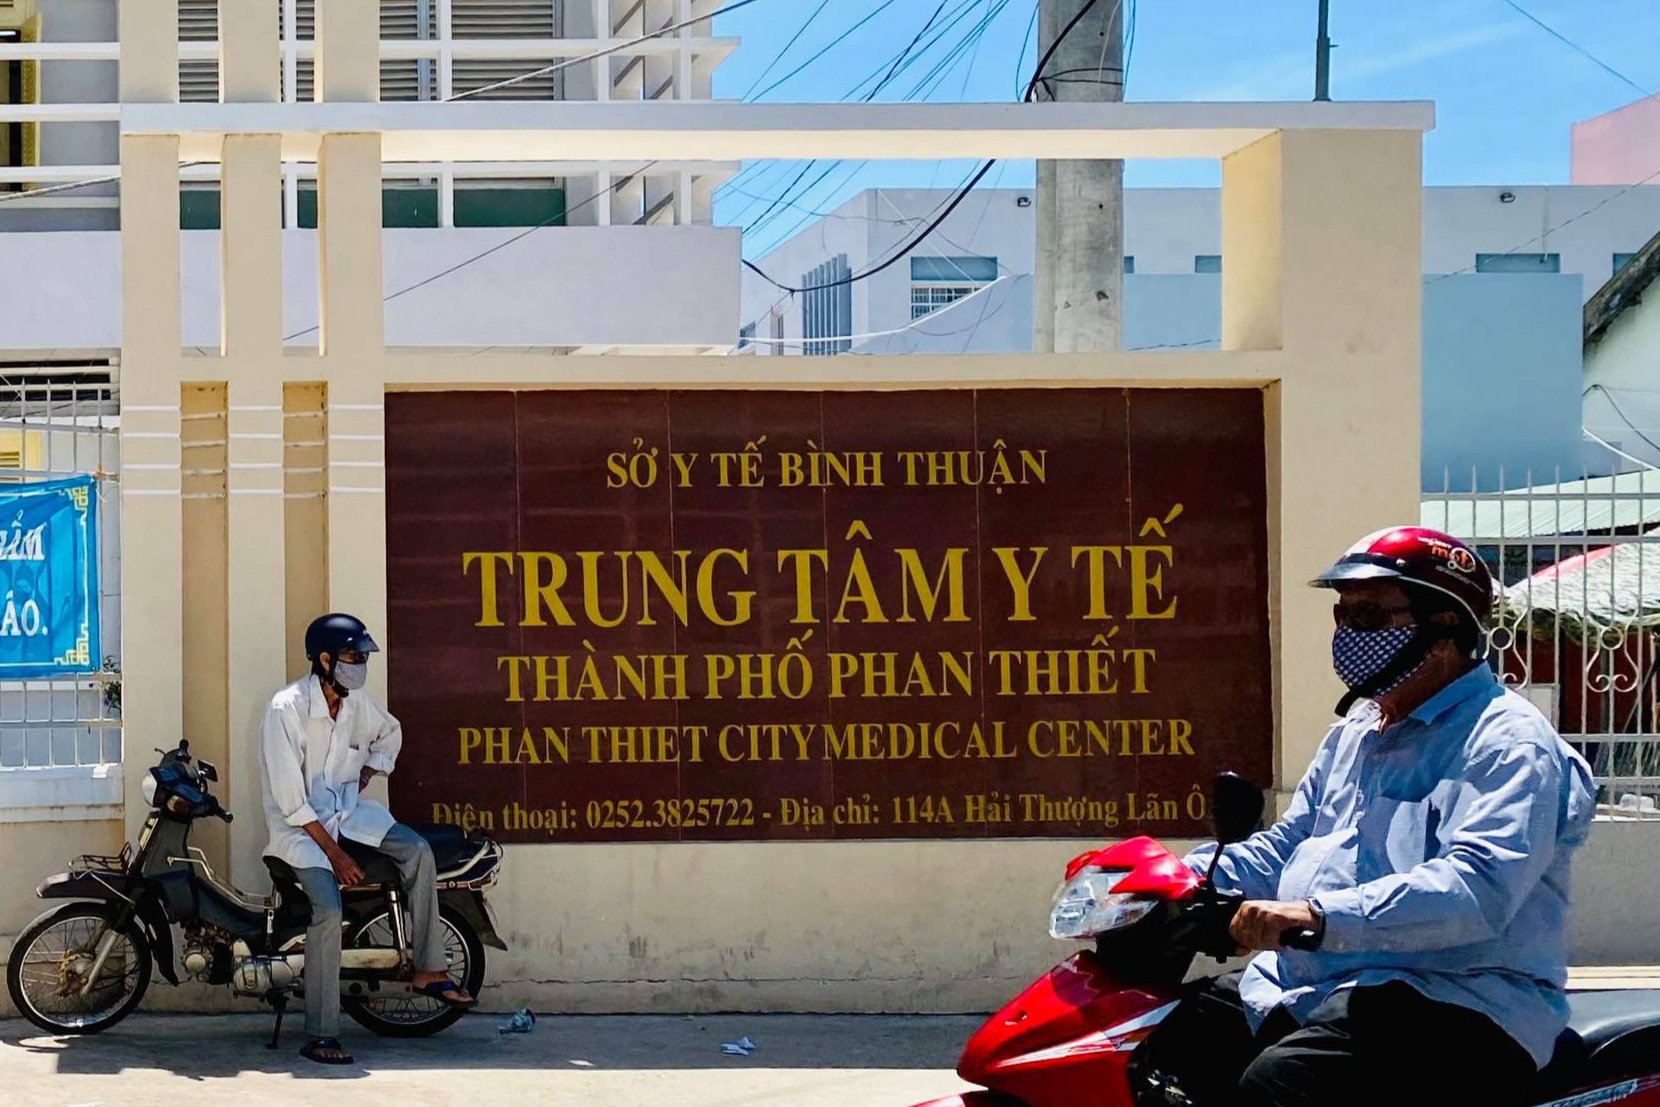 SỞ Y TẾ BÌNH THUẬN
TRUNG TÂM Y TẾ
THÀNH PHỐ PHAN THIẾT
PHAN THIET CITY MEDICAL CENTER
Điện thoại: 0252.3825722 - Địa chỉ: 114A Hải Thượng Lãn Ô